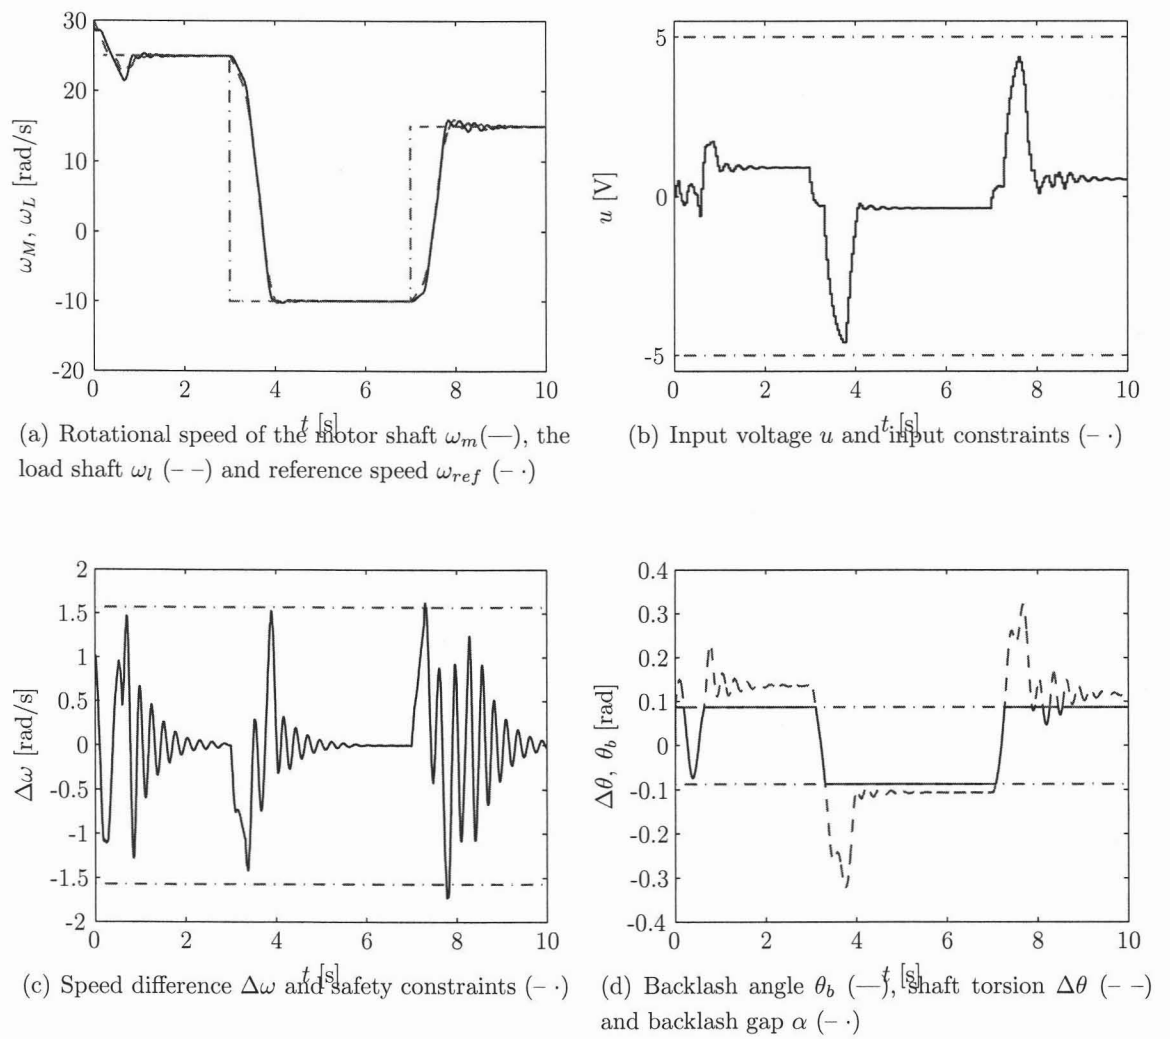 30
20
10
0
-10
-20
ω_M, ω_L [rad/s]
0 2 4 6 8 10
t [s]
(a) Rotational speed of the motor shaft ω_m(—), the
load shaft ω_l (– –) and reference speed ω_ref (– ·)
5
0
-5
u [V]
0 2 4 6 8 10
t [s]
(b) Input voltage u and input constraints (– ·)
2
1.5
1
0.5
0
-0.5
-1
-1.5
-2
Δω [rad/s]
0 2 4 6 8 10
t [s]
(c) Speed difference Δω and safety constraints (– ·)
0.4
0.3
0.2
0.1
0
-0.1
-0.2
-0.3
-0.4
Δθ, θ_b [rad]
0 2 4 6 8 10
t [s]
(d) Backlash angle θ_b (—), shaft torsion Δθ (– –)
and backlash gap α (– ·)